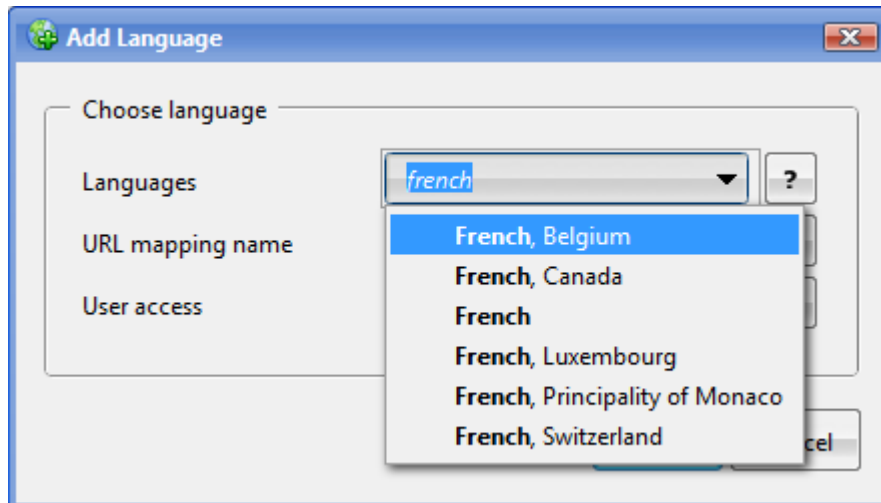 Add Language
Choose language
Languages
french
?
URL mapping name
User access
French, Belgium
French, Canada
French
French, Luxembourg
French, Principality of Monaco
French, Switzerland